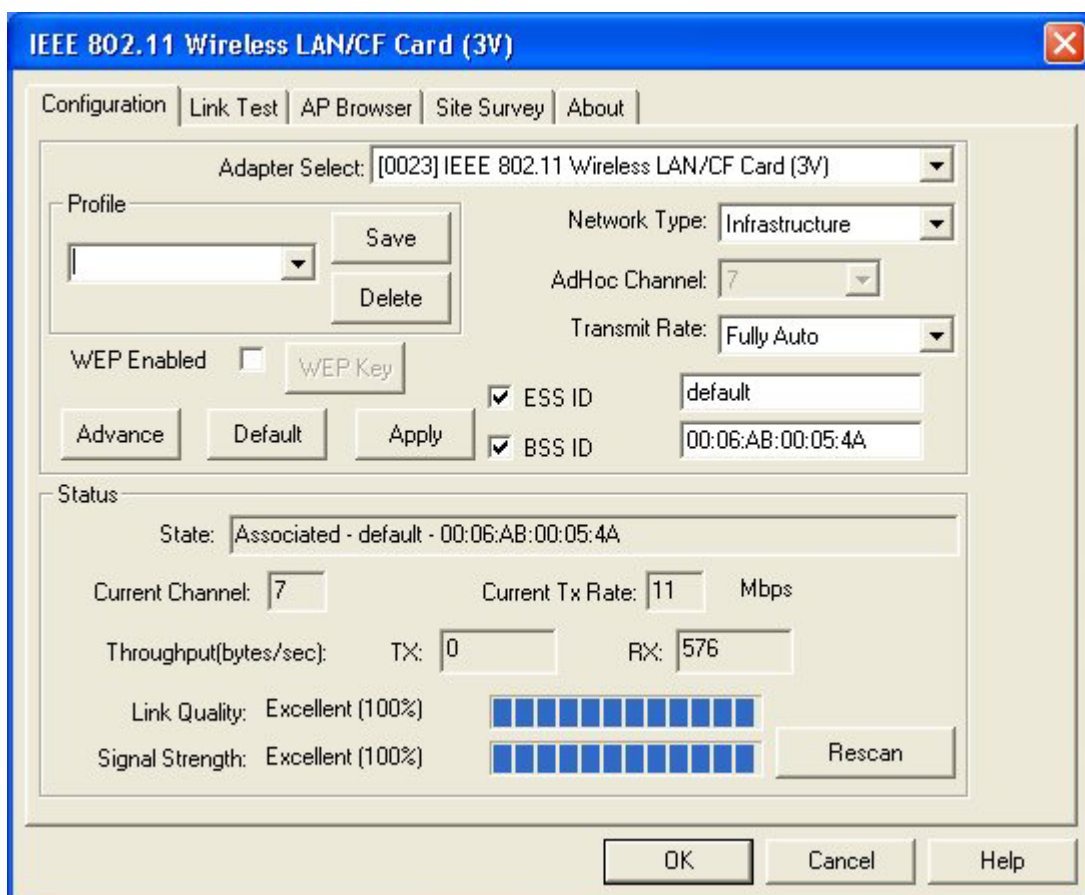 IEEE 802.11 Wireless LAN/CF Card (3V)
Configuration Link Test AP Browser Site Survey About
Adapter Select: [0023] IEEE 802.11 Wireless LAN/CF Card (3V)
Profile
Save
Delete
Network Type: Infrastructure
AdHoc Channel: 7
Transmit Rate: Fully Auto
WEP Enabled WEP Key
ESS ID default
Advance Default Apply
BSS ID 00:06:AB:00:05:4A
Status
State: Associated - default - 00:06:AB:00:05:4A
Current Channel: 7 Current Tx Rate: 11 Mbps
Throughput(bytes/sec): TX: 0 RX: 576
Link Quality: Excellent (100%)
Signal Strength: Excellent (100%)
Rescan
OK Cancel Help